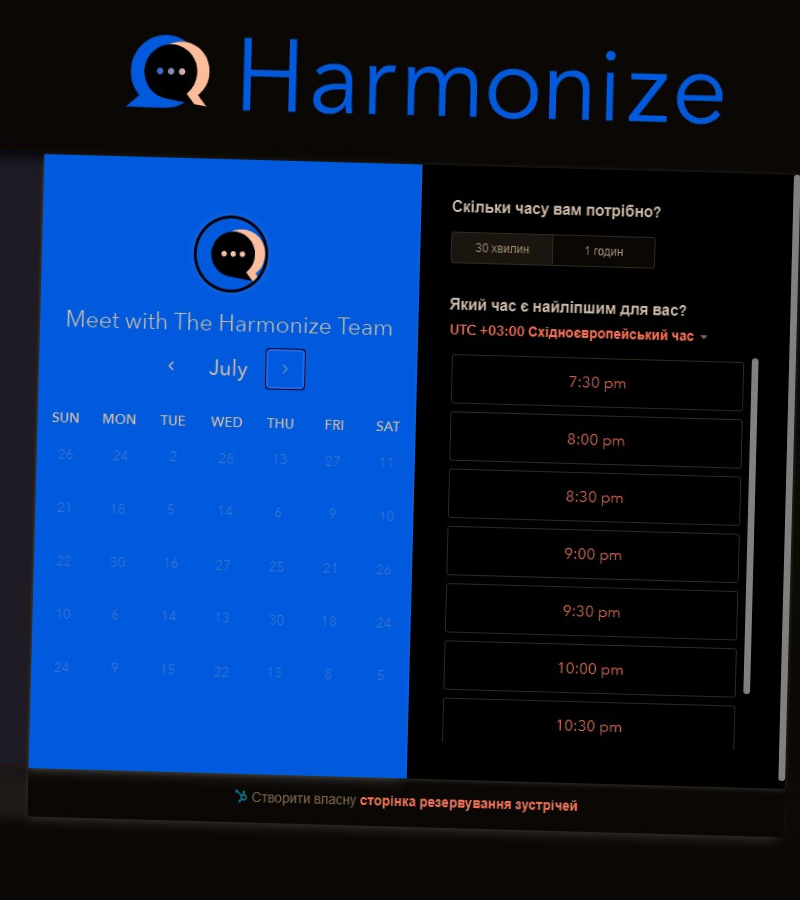 Harmonize
Meet with The Harmonize Team
July
SUN MON TUE WED THU FRI SAT
26 24 2 28 13 27 11
21 18 5 14 6 9 10
22 30 16 27 25 21 26
10 6 14 13 30 18 24
24 9 15 22 13 8 5
Скільки часу вам потрібно?
30 хвилин 1 годин
Який час є найліпшим для вас?
UTC +03:00 Східноєвропейський час
7:30 pm
8:00 pm
8:30 pm
9:00 pm
9:30 pm
10:00 pm
10:30 pm
Створити власну сторінка резервування зустрічей